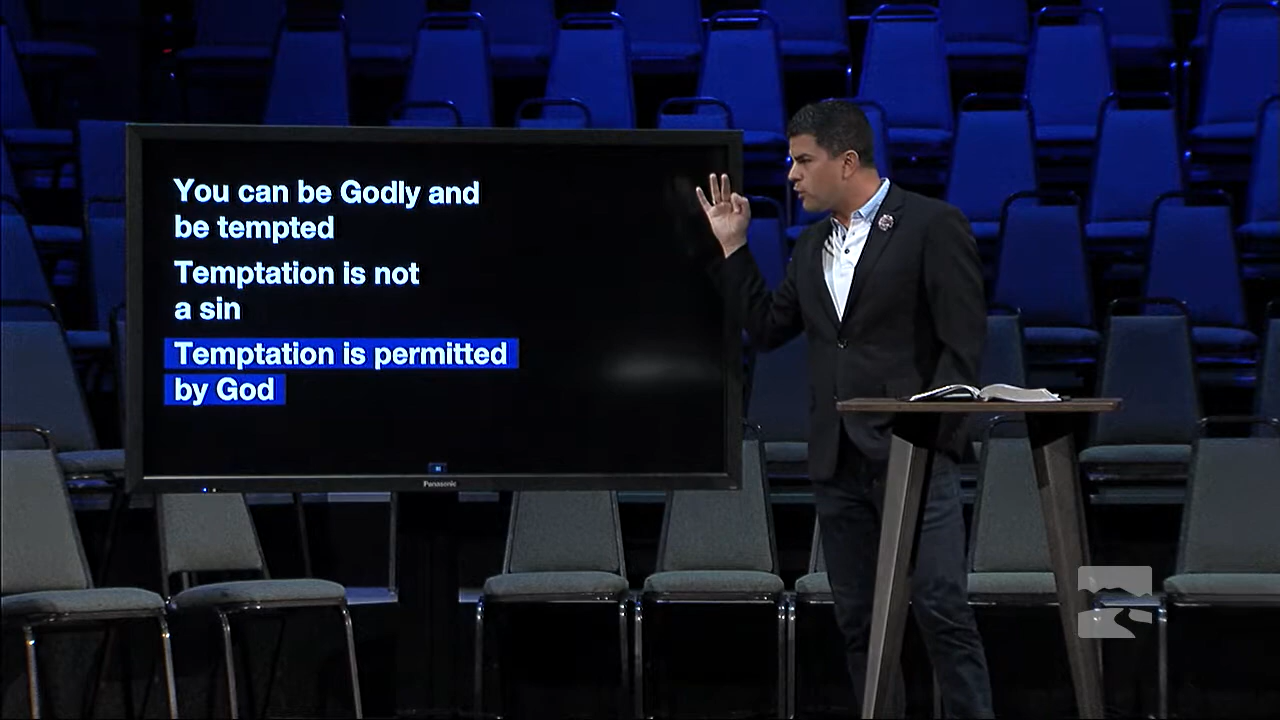 You can be Godly and
be tempted
Temptation is not
a sin
Temptation is permitted
by God
Panasonic